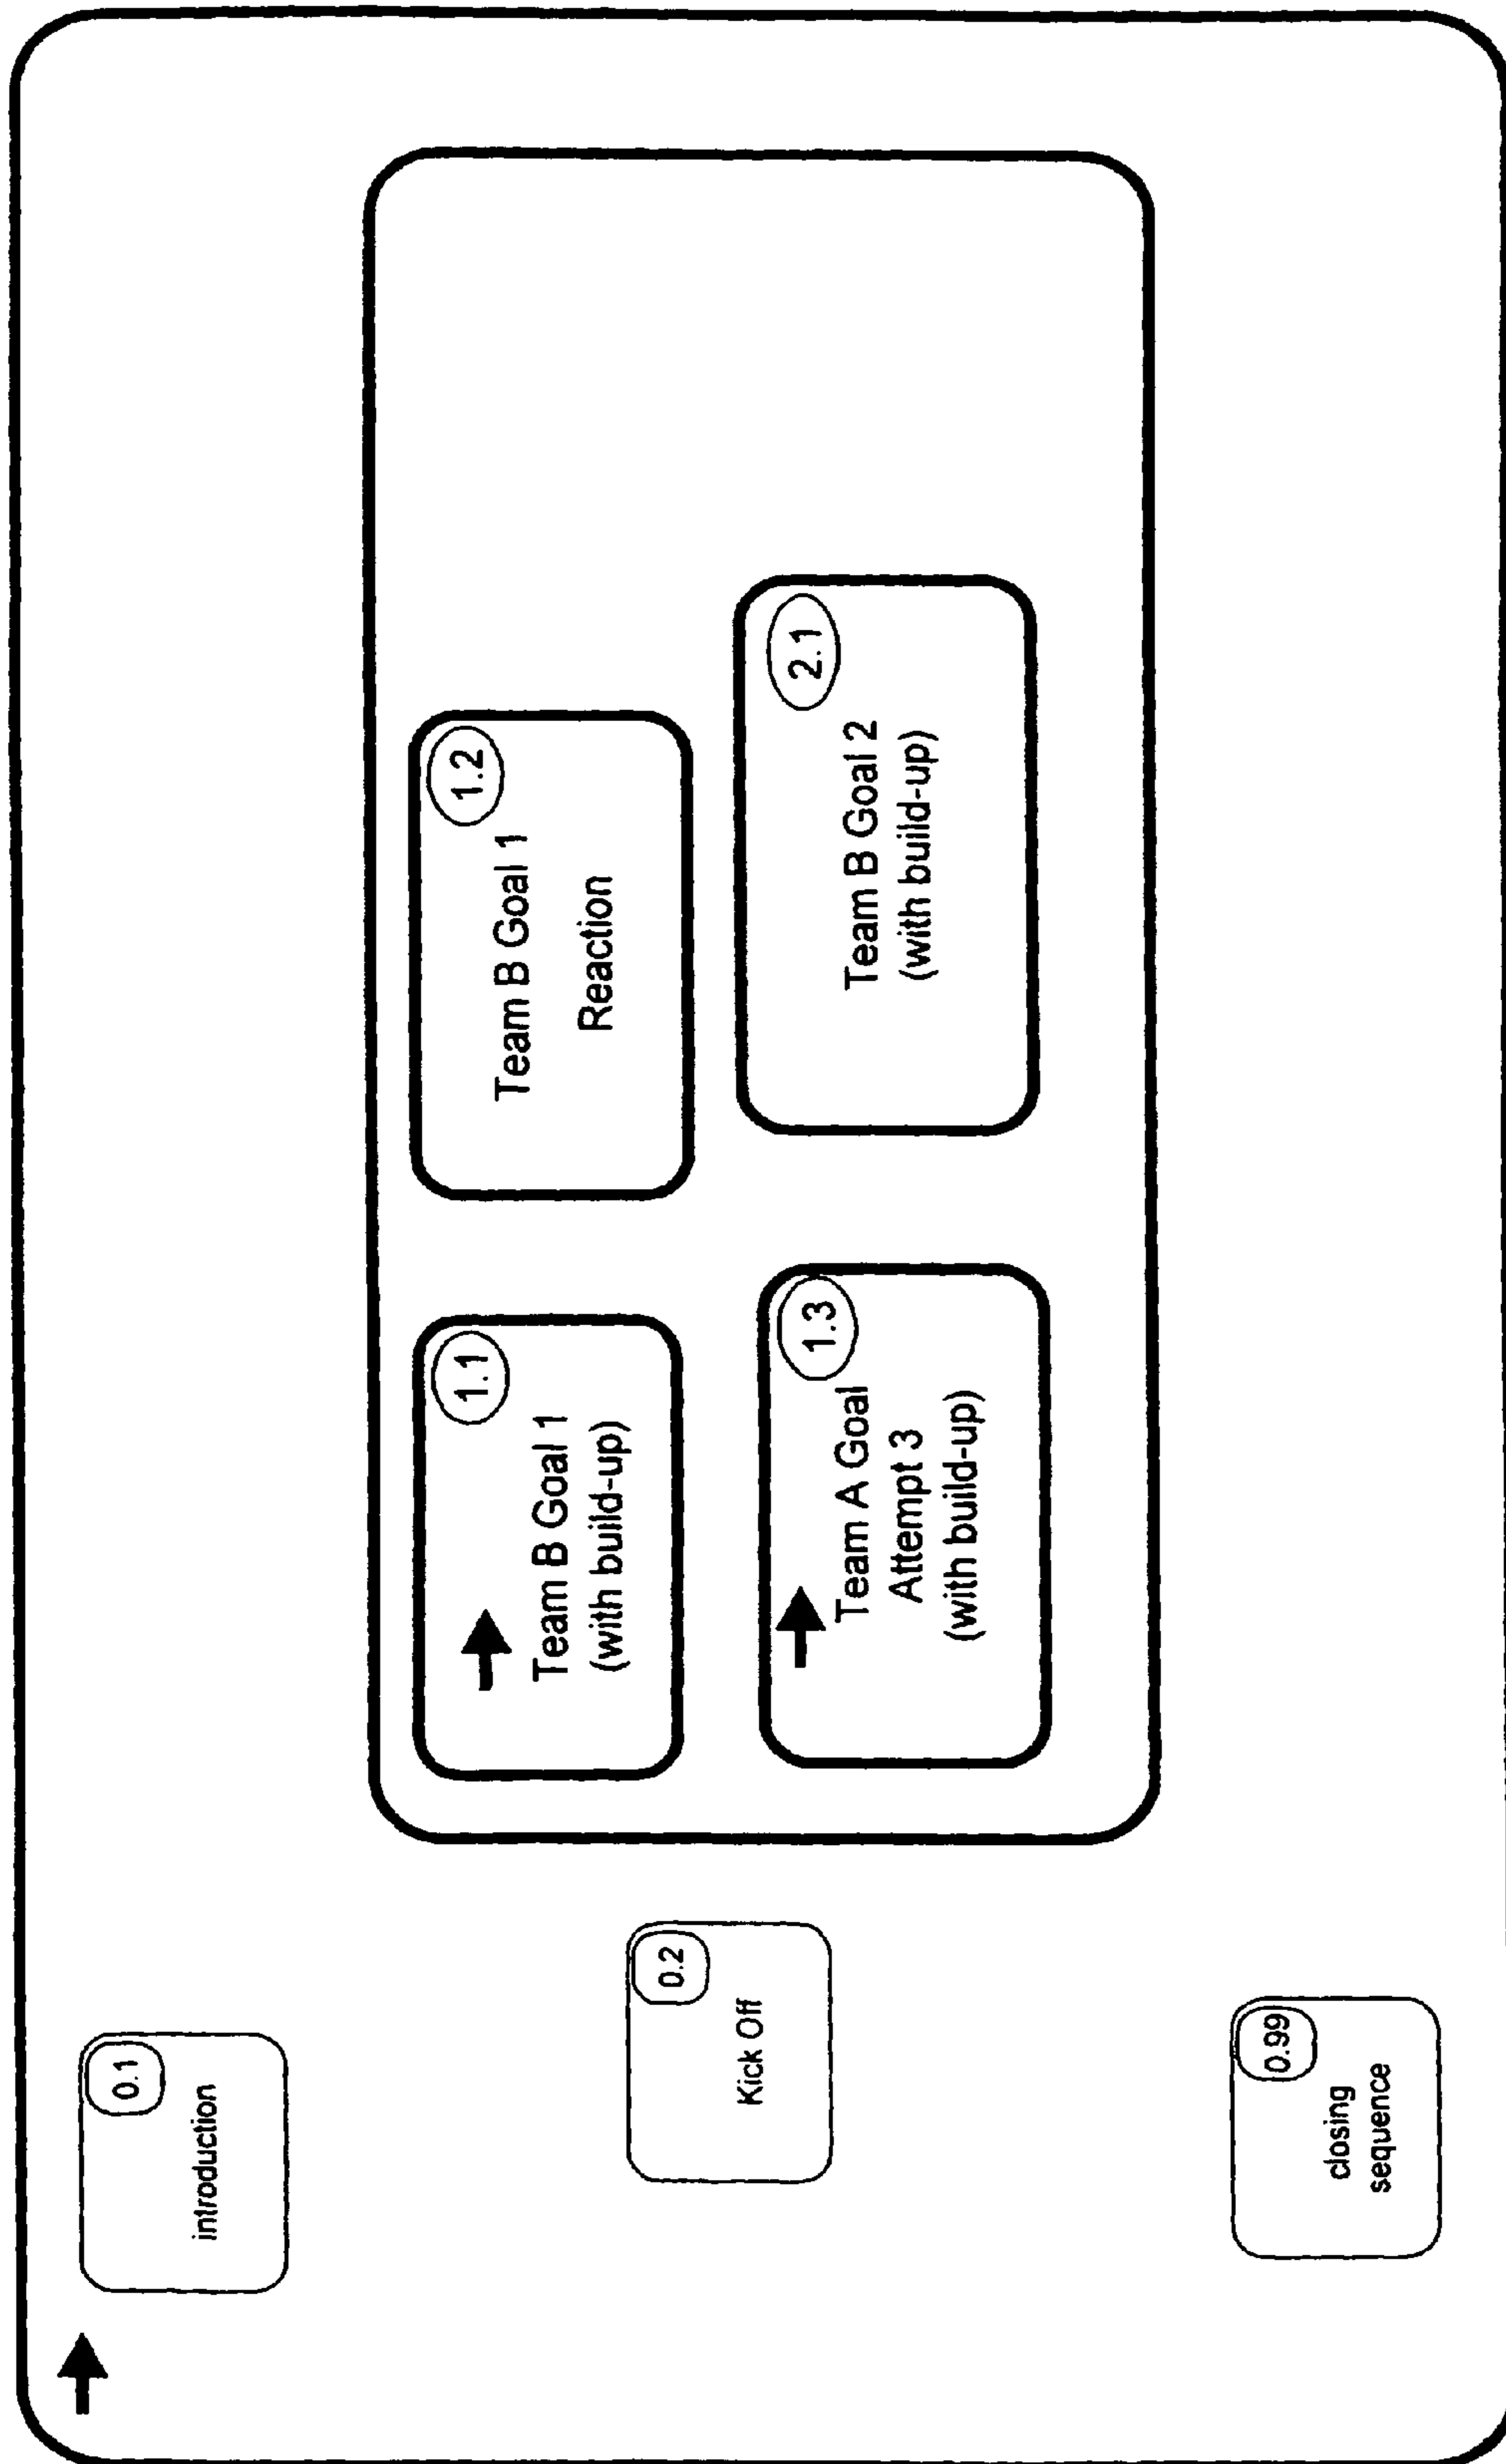 0.1
introduction
0.2
Kick Off
0.99
closing
sequence
1.1
Team B Goal 1
(with build-up)
1.2
Team B Goal 1
Reaction
1.3
Team A Goal
Attempt 3
(with build-up)
2.1
Team B Goal 2
(with build-up)